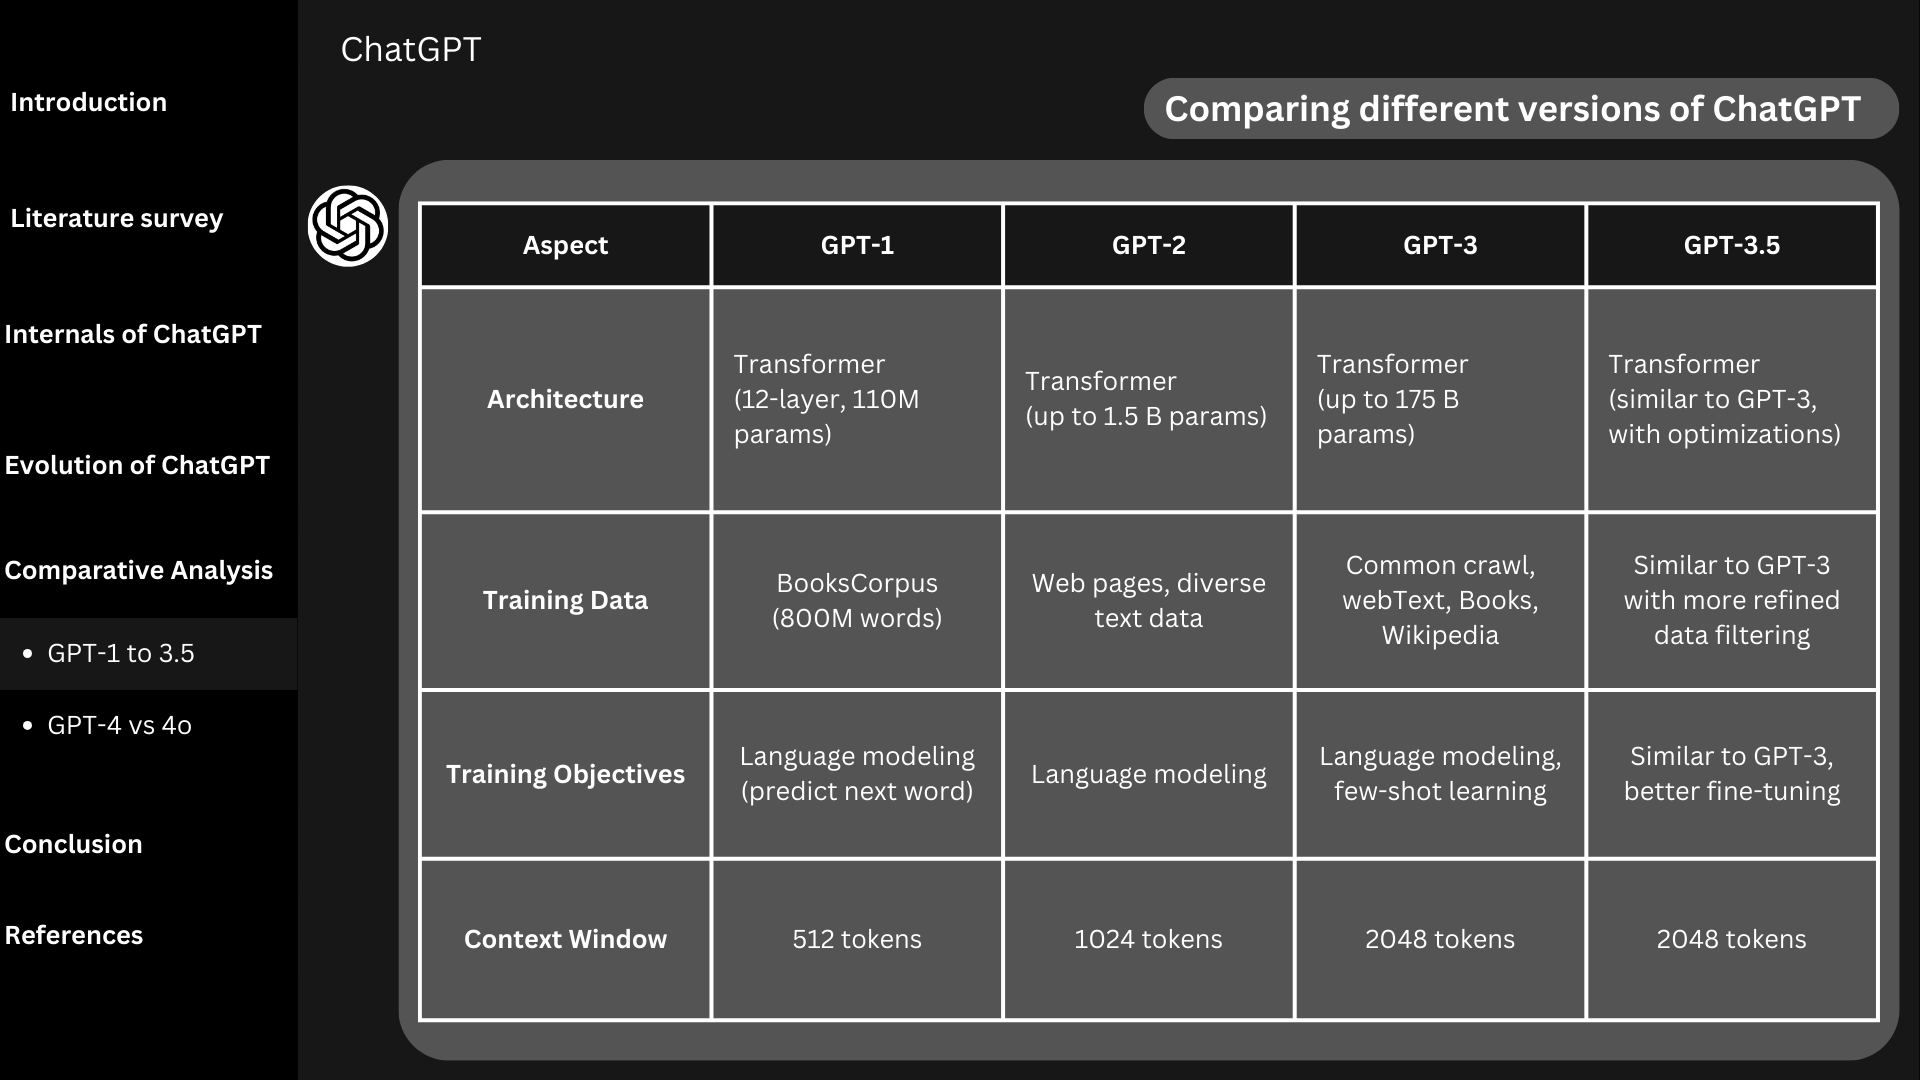 ChatGPT
Introduction
Literature survey
Internals of ChatGPT
Evolution of ChatGPT
Comparative Analysis
• GPT-1 to 3.5
• GPT-4 vs 4o
Conclusion
References
Comparing different versions of ChatGPT
Aspect
GPT-1
GPT-2
GPT-3
GPT-3.5
Architecture
Transformer
(12-layer, 110M
params)
Transformer
(up to 1.5 B params)
Transformer
(up to 175 B
params)
Transformer
(similar to GPT-3,
with optimizations)
Training Data
BooksCorpus
(800M words)
Web pages, diverse
text data
Common crawl,
webText, Books,
Wikipedia
Similar to GPT-3
with more refined
data filtering
Training Objectives
Language modeling
(predict next word)
Language modeling
Language modeling,
few-shot learning
Similar to GPT-3,
better fine-tuning
Context Window
512 tokens
1024 tokens
2048 tokens
2048 tokens